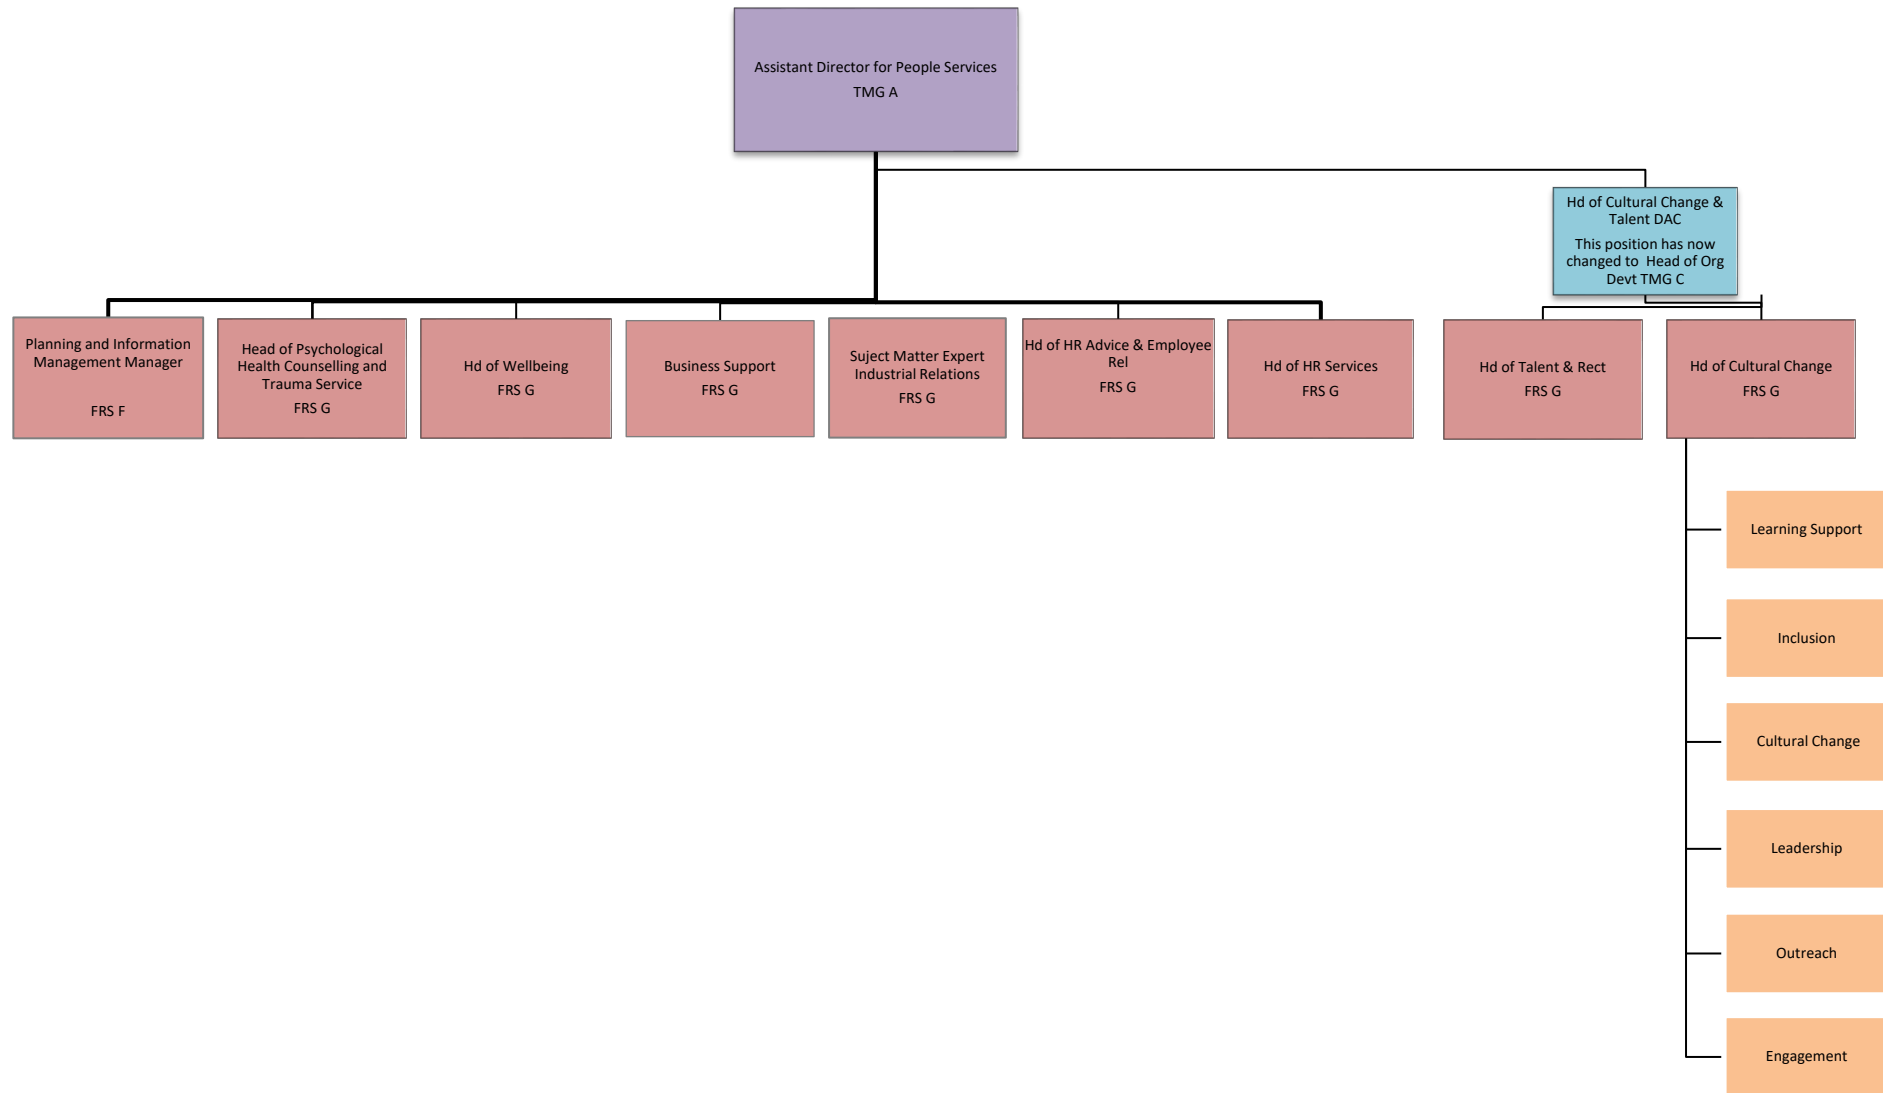 Assistant Director for People Services
TMG A
Hd of Cultural Change &
Talent DAC
This position has now
changed to  Head of Org
Devt TMG C
Planning and Information
Management Manager
FRS F
Head of Psychological
Health Counselling and
Trauma Service
FRS G
Hd of Wellbeing
FRS G
Business Support
FRS G
Suject Matter Expert
Industrial Relations
FRS G
Hd of HR Advice & Employee
Rel
FRS G
Hd of HR Services
FRS G
Hd of Talent & Rect
FRS G
Hd of Cultural Change
FRS G
Learning Support
Inclusion
Cultural Change
Leadership
Outreach
Engagement